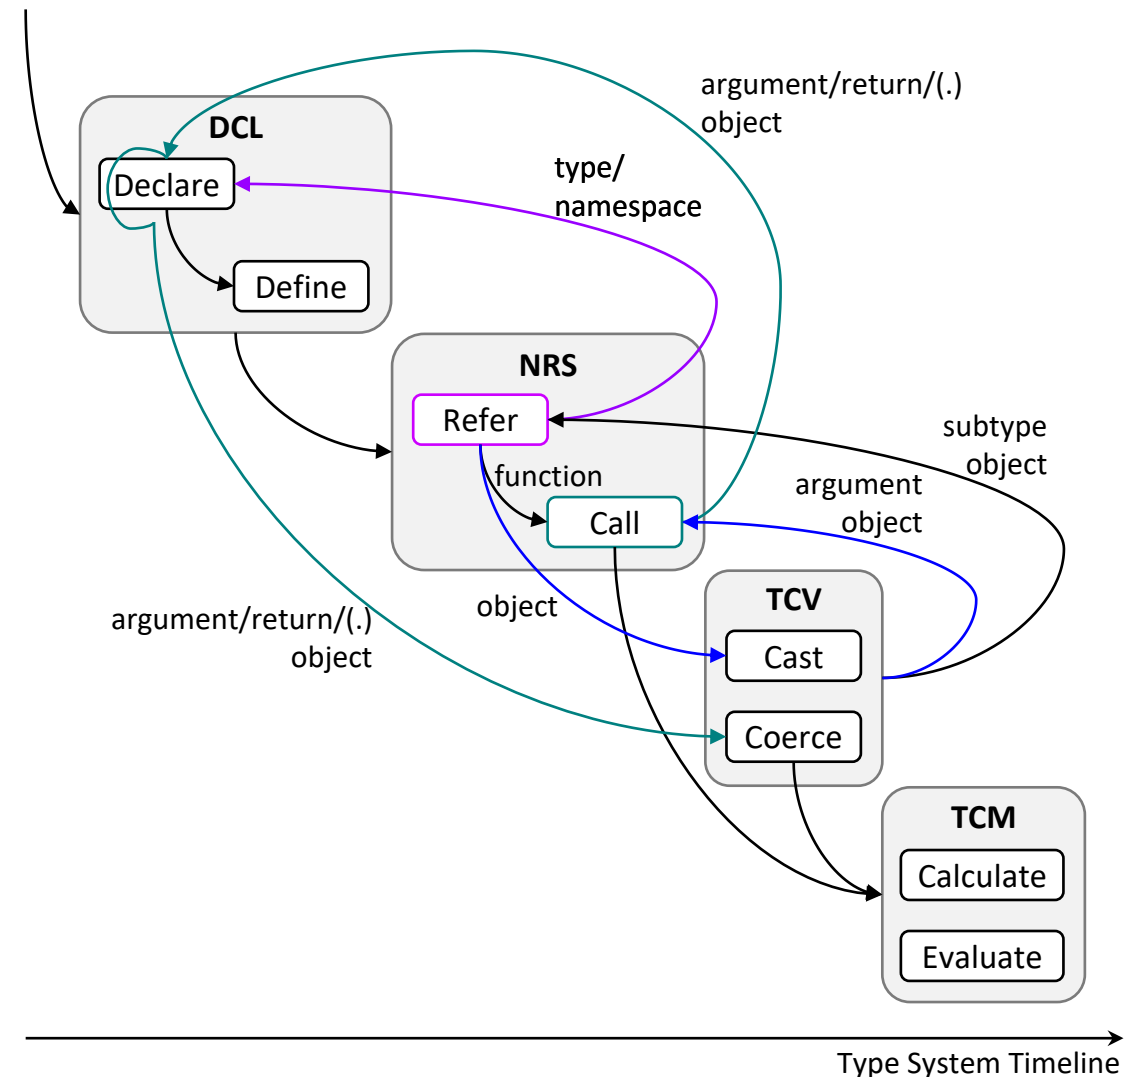 argument/return/(.)
object
DCL
type/
namespace
Declare
Define
NRS
Refer
subtype
object
function
argument
object
Call
TCV
object
argument/return/(.)
object
Cast
Coerce
TCM
Calculate
Evaluate
Type System Timeline